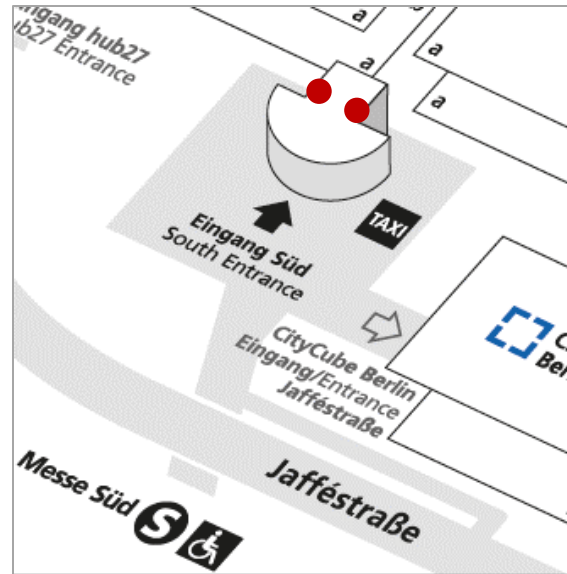 hub27
Entrance
a
a
a
a
TAXI
Eingang Süd
South Entrance
CityCube Berlin
Eingang/Entrance
Jafféstraße
Messe Süd
S
Jafféstraße